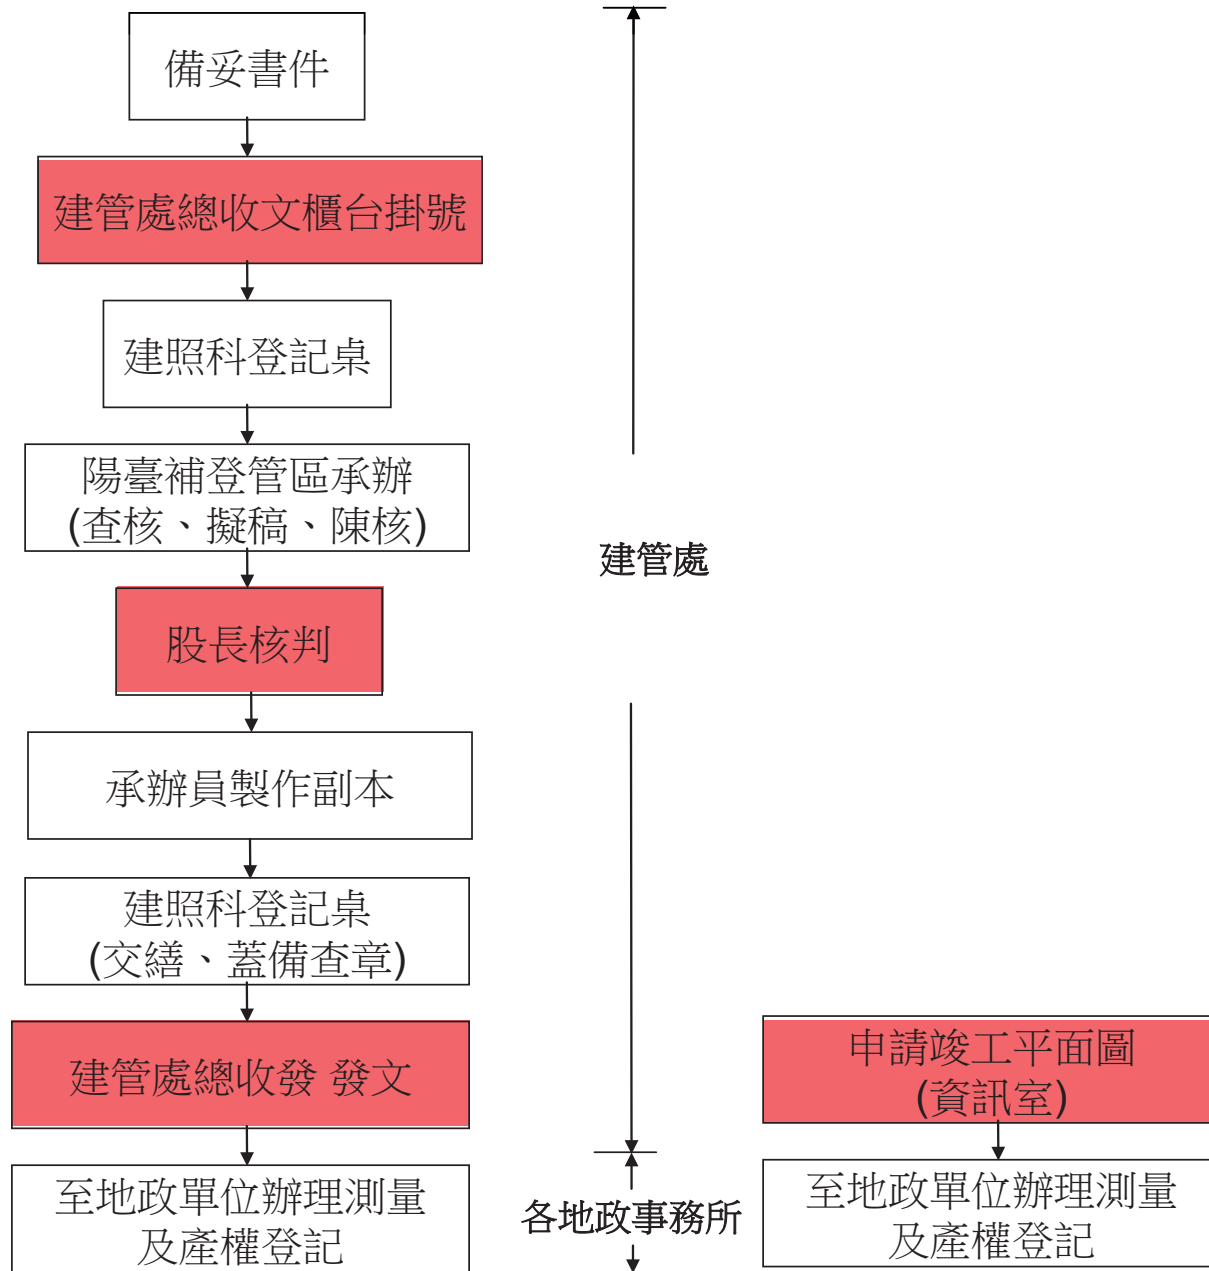 備妥書件
建管處總收文櫃台掛號
建照科登記桌
陽臺補登管區承辦
(查核、擬稿、陳核)
建管處
股長核判
承辦員製作副本
建照科登記桌
(交繕、蓋備查章)
建管處總收發 發文
申請竣工平面圖
(資訊室)
至地政單位辦理測量
及產權登記
各地政事務所
至地政單位辦理測量
及產權登記